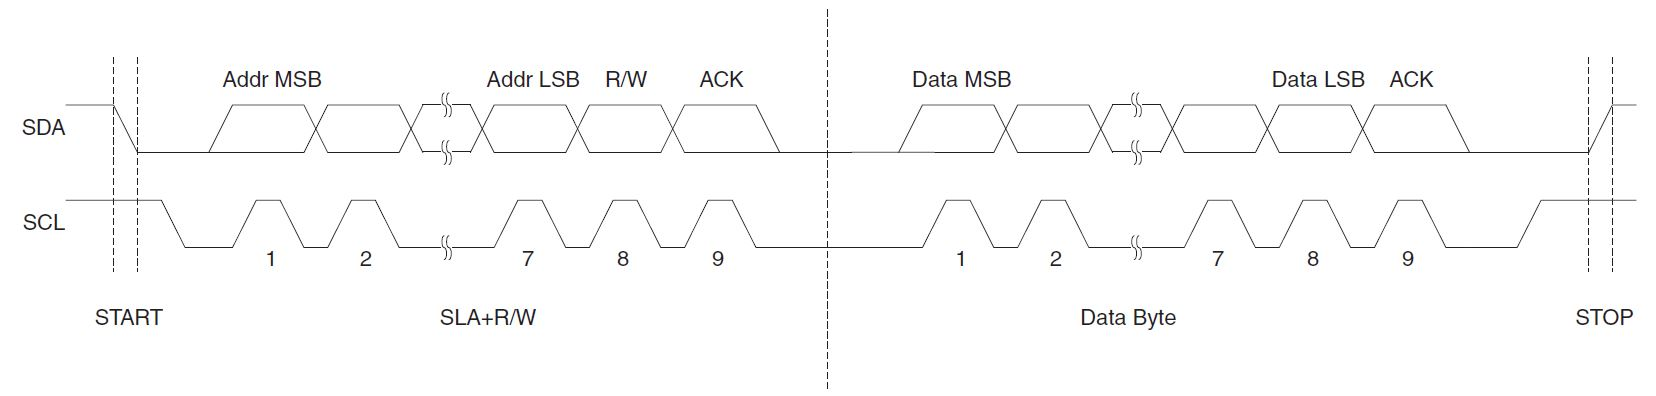 Addr MSB Addr LSB R/W ACK Data MSB Data LSB ACK
SDA
SCL
1 2 7 8 9 1 2 7 8 9
START SLA+R/W Data Byte STOP